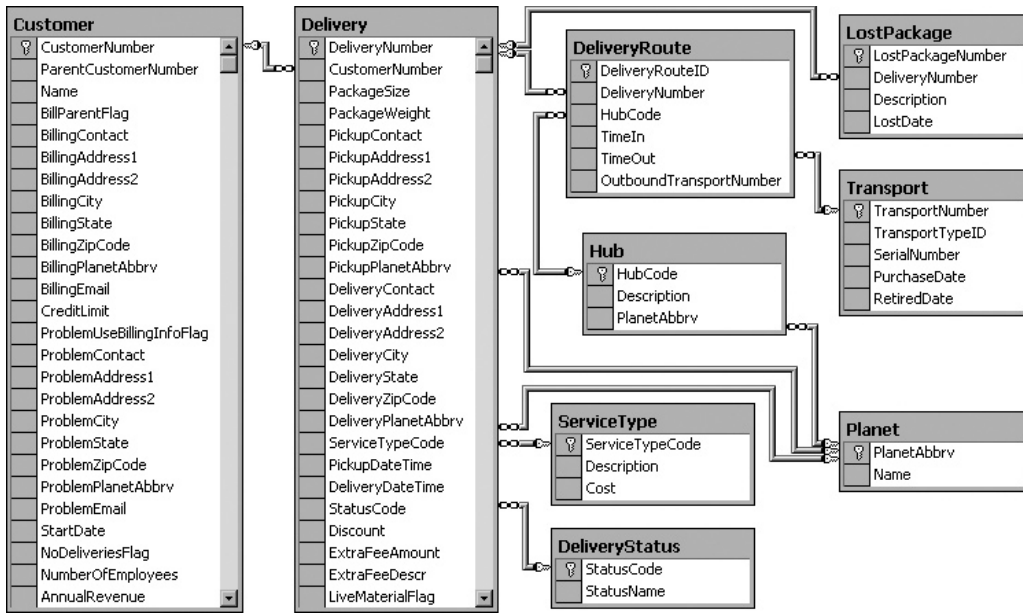 Customer
CustomerNumber
ParentCustomerNumber
Name
BillParentFlag
BillingContact
BillingAddress1
BillingAddress2
BillingCity
BillingState
BillingZipCode
BillingPlanetAbbrv
BillingEmail
CreditLimit
ProblemUseBillingInfoFlag
ProblemContact
ProblemAddress1
ProblemAddress2
ProblemCity
ProblemState
ProblemZipCode
ProblemPlanetAbbrv
ProblemEmail
StartDate
NoDeliveriesFlag
NumberOfEmployees
AnnualRevenue
Delivery
DeliveryNumber
CustomerNumber
PackageSize
PackageWeight
PickupContact
PickupAddress1
PickupAddress2
PickupCity
PickupState
PickupZipCode
PickupPlanetAbbrv
DeliveryContact
DeliveryAddress1
DeliveryAddress2
DeliveryCity
DeliveryState
DeliveryZipCode
DeliveryPlanetAbbrv
ServiceTypeCode
PickupDateTime
DeliveryDateTime
StatusCode
Discount
ExtraFeeAmount
ExtraFeeDescr
LiveMaterialFlag
DeliveryRoute
DeliveryRouteID
DeliveryNumber
HubCode
TimeIn
TimeOut
OutboundTransportNumber
Hub
HubCode
Description
PlanetAbbrv
ServiceType
ServiceTypeCode
Description
Cost
DeliveryStatus
StatusCode
StatusName
LostPackage
LostPackageNumber
DeliveryNumber
Description
LostDate
Transport
TransportNumber
TransportTypeID
SerialNumber
PurchaseDate
RetiredDate
Planet
PlanetAbbrv
Name